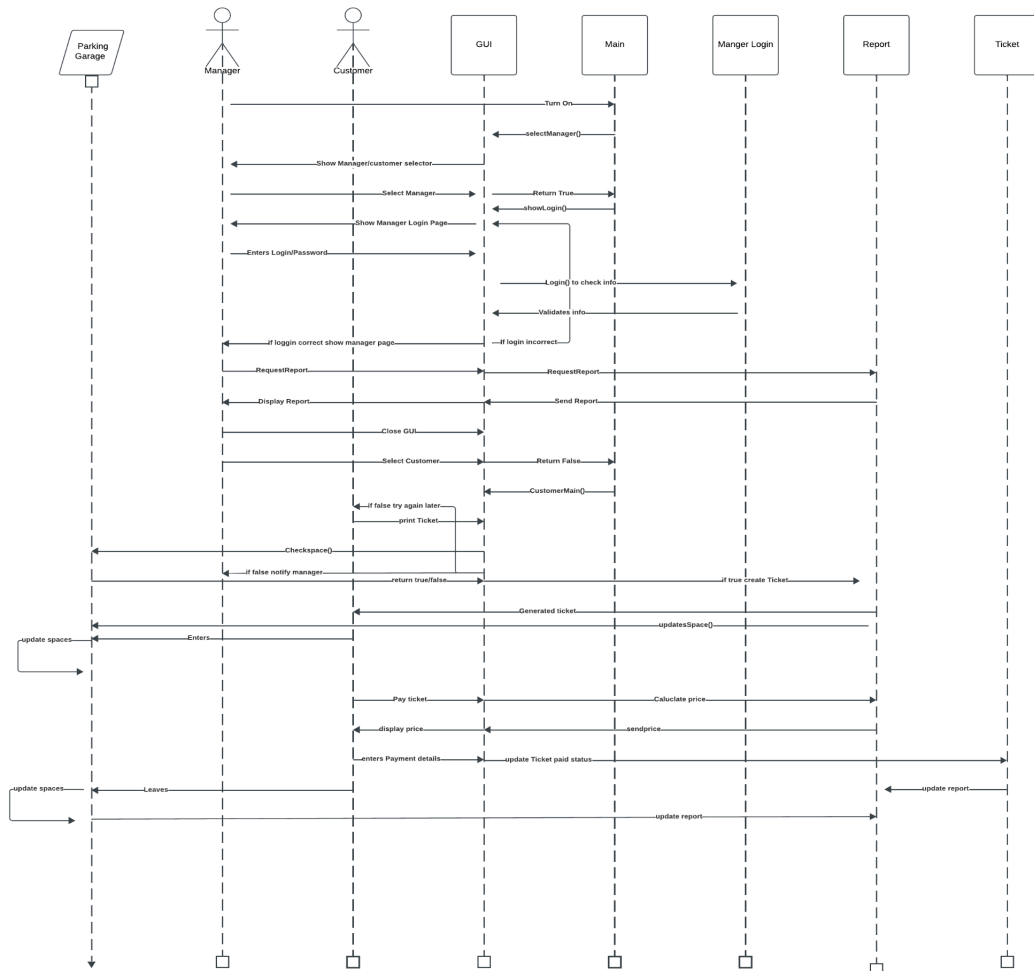 Parking
Garage
Manager
Customer
GUI
Main
Manger Login
Report
Ticket
Turn On
selectManager()
Show Manager/customer selector
Select Manager
Return True
showLogin()
Show Manager Login Page
Enters Login/Password
Login() to check info
Validates info
if loggin correct show manager page
If login incorrect
RequestReport
RequestReport
Display Report
Send Report
Close GUI
Select Customer
Return False
CustomerMain()
if false try again later
print Ticket
Checkspace()
if false notify manager
return true/false
if true create Ticket
Generated ticket
updatesSpace()
update spaces
Enters
Pay ticket
Caluclate price
display price
sendprice
enters Payment details
update Ticket paid status
update spaces
Leaves
update report
update report